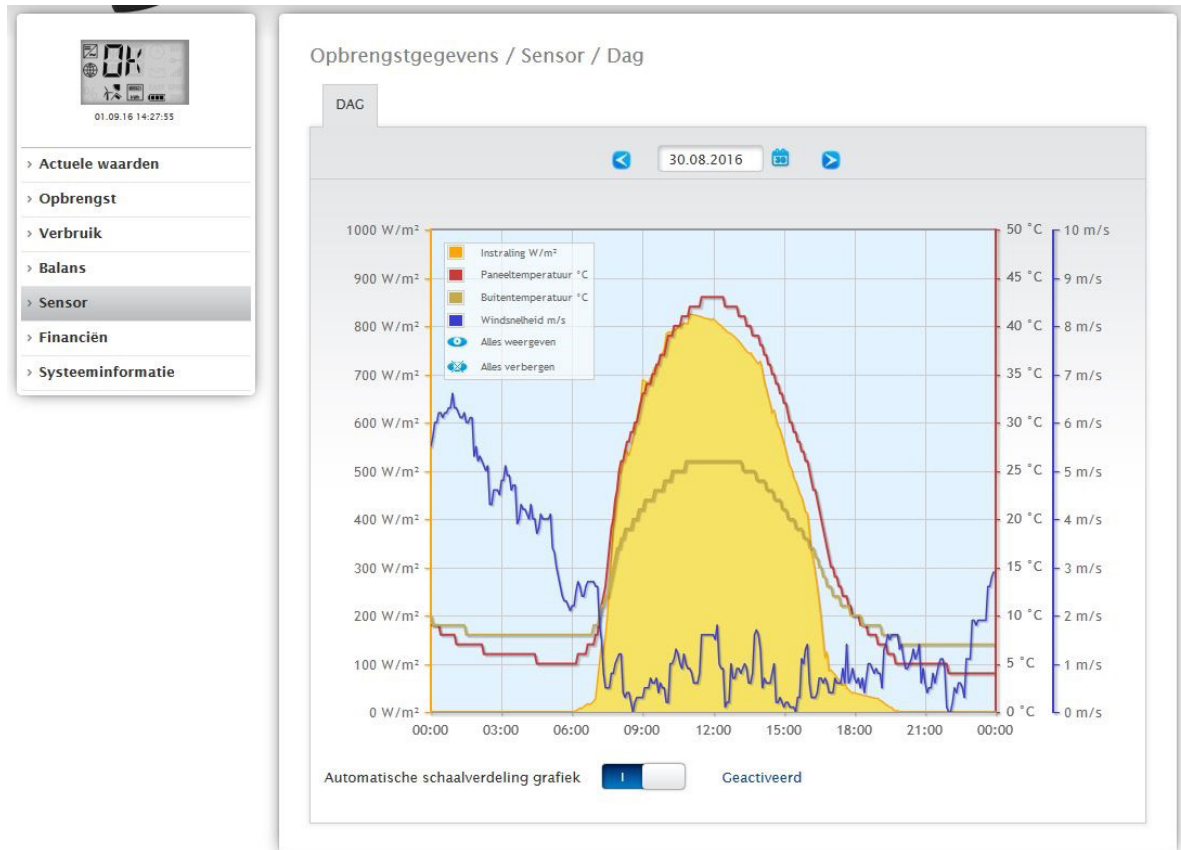 OK
01.09.16 14:27:55
› Actuele waarden
› Opbrengst
› Verbruik
› Balans
› Sensor
› Financiën
› Systeeminformatie
Opbrengstgegevens / Sensor / Dag
DAG
30.08.2016
30
Instraling W/m²
Paneeltemperatuur °C
Buitentemperatuur °C
Windsnelheid m/s
Alles weergeven
Alles verbergen
1000 W/m² 50 °C 10 m/s
900 W/m² 45 °C 9 m/s
800 W/m² 40 °C 8 m/s
700 W/m² 35 °C 7 m/s
600 W/m² 30 °C 6 m/s
500 W/m² 25 °C 5 m/s
400 W/m² 20 °C 4 m/s
300 W/m² 15 °C 3 m/s
200 W/m² 10 °C 2 m/s
100 W/m² 5 °C 1 m/s
0 W/m² 0 °C 0 m/s
00:00 03:00 06:00 09:00 12:00 15:00 18:00 21:00 00:00
Automatische schaalverdeling grafiek I Geactiveerd